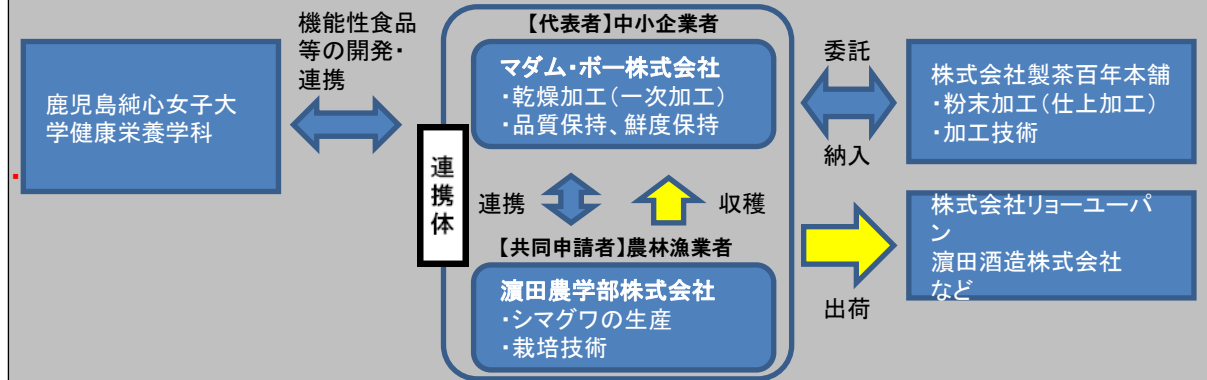 機能性食品
等の開発・
連携
鹿児島純心女子大
学健康栄養学科
【代表者】中小企業者
マダム・ボー株式会社
・乾燥加工(一次加工)
・品質保持、鮮度保持
連携体
連携
収穫
【共同申請者】農林漁業者
濵田農学部株式会社
・シマグワの生産
・栽培技術
委託
納入
株式会社製茶百年本舗
・粉末加工(仕上加工)
・加工技術
出荷
株式会社リョーユーパ
ン
濵田酒造株式会社
など